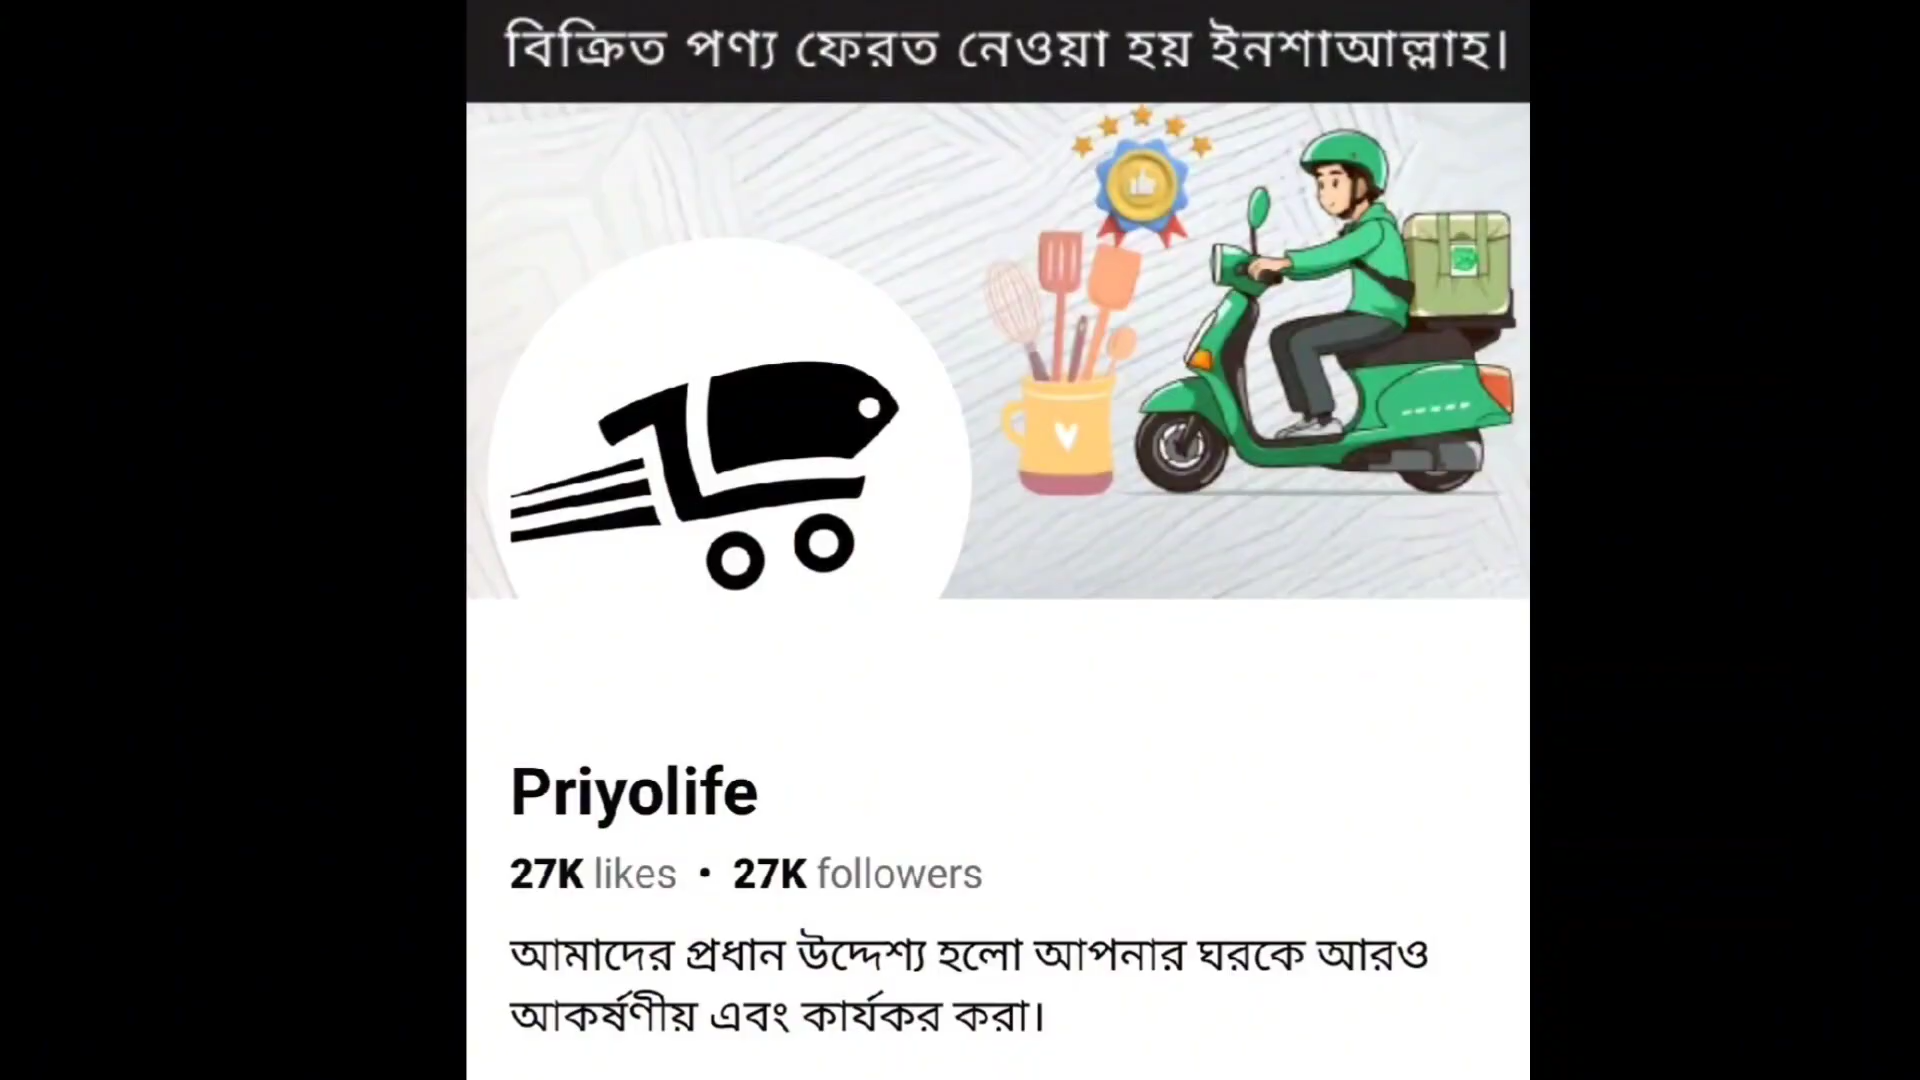 বিক্রিত পণ্য ফেরত নেওয়া হয় ইনশাআল্লাহ।
Priyolife
27K likes • 27K followers
আমাদের প্রধান উদ্দেশ্য হলো আপনার ঘরকে আরও
আকর্ষণীয় এবং কার্যকর করা।